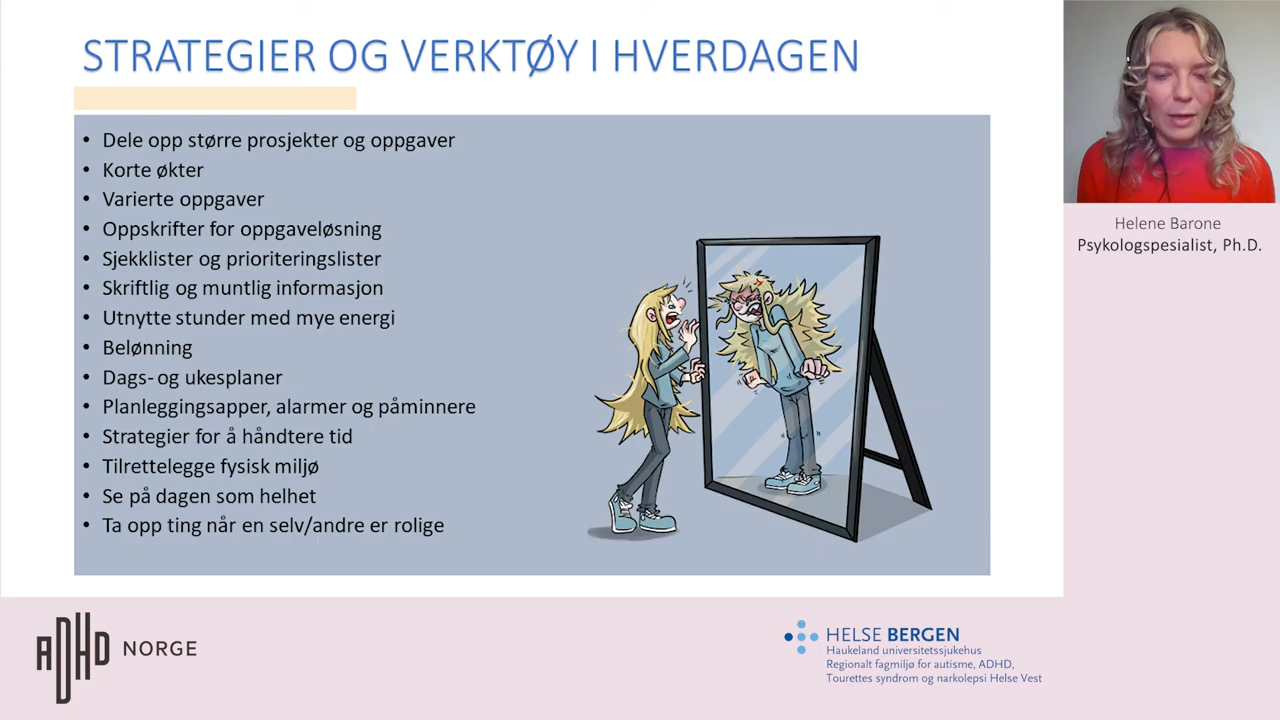 STRATEGIER OG VERKTØY I HVERDAGEN
• Dele opp større prosjekter og oppgaver
• Korte økter
• Varierte oppgaver
• Oppskrifter for oppgaveløsning
• Sjekklister og prioriteringslister
• Skriftlig og muntlig informasjon
• Utnytte stunder med mye energi
• Belønning
• Dags- og ukesplaner
• Planleggingsapper, alarmer og påminnere
• Strategier for å håndtere tid
• Tilrettelegge fysisk miljø
• Se på dagen som helhet
• Ta opp ting når en selv/andre er rolige
Helene Barone
Psykologspesialist, Ph.D.
ADHD NORGE
HELSE BERGEN
Haukeland universitetssjukehus
Regionalt fagmiljø for autisme, ADHD,
Tourettes syndrom og narkolepsi Helse Vest